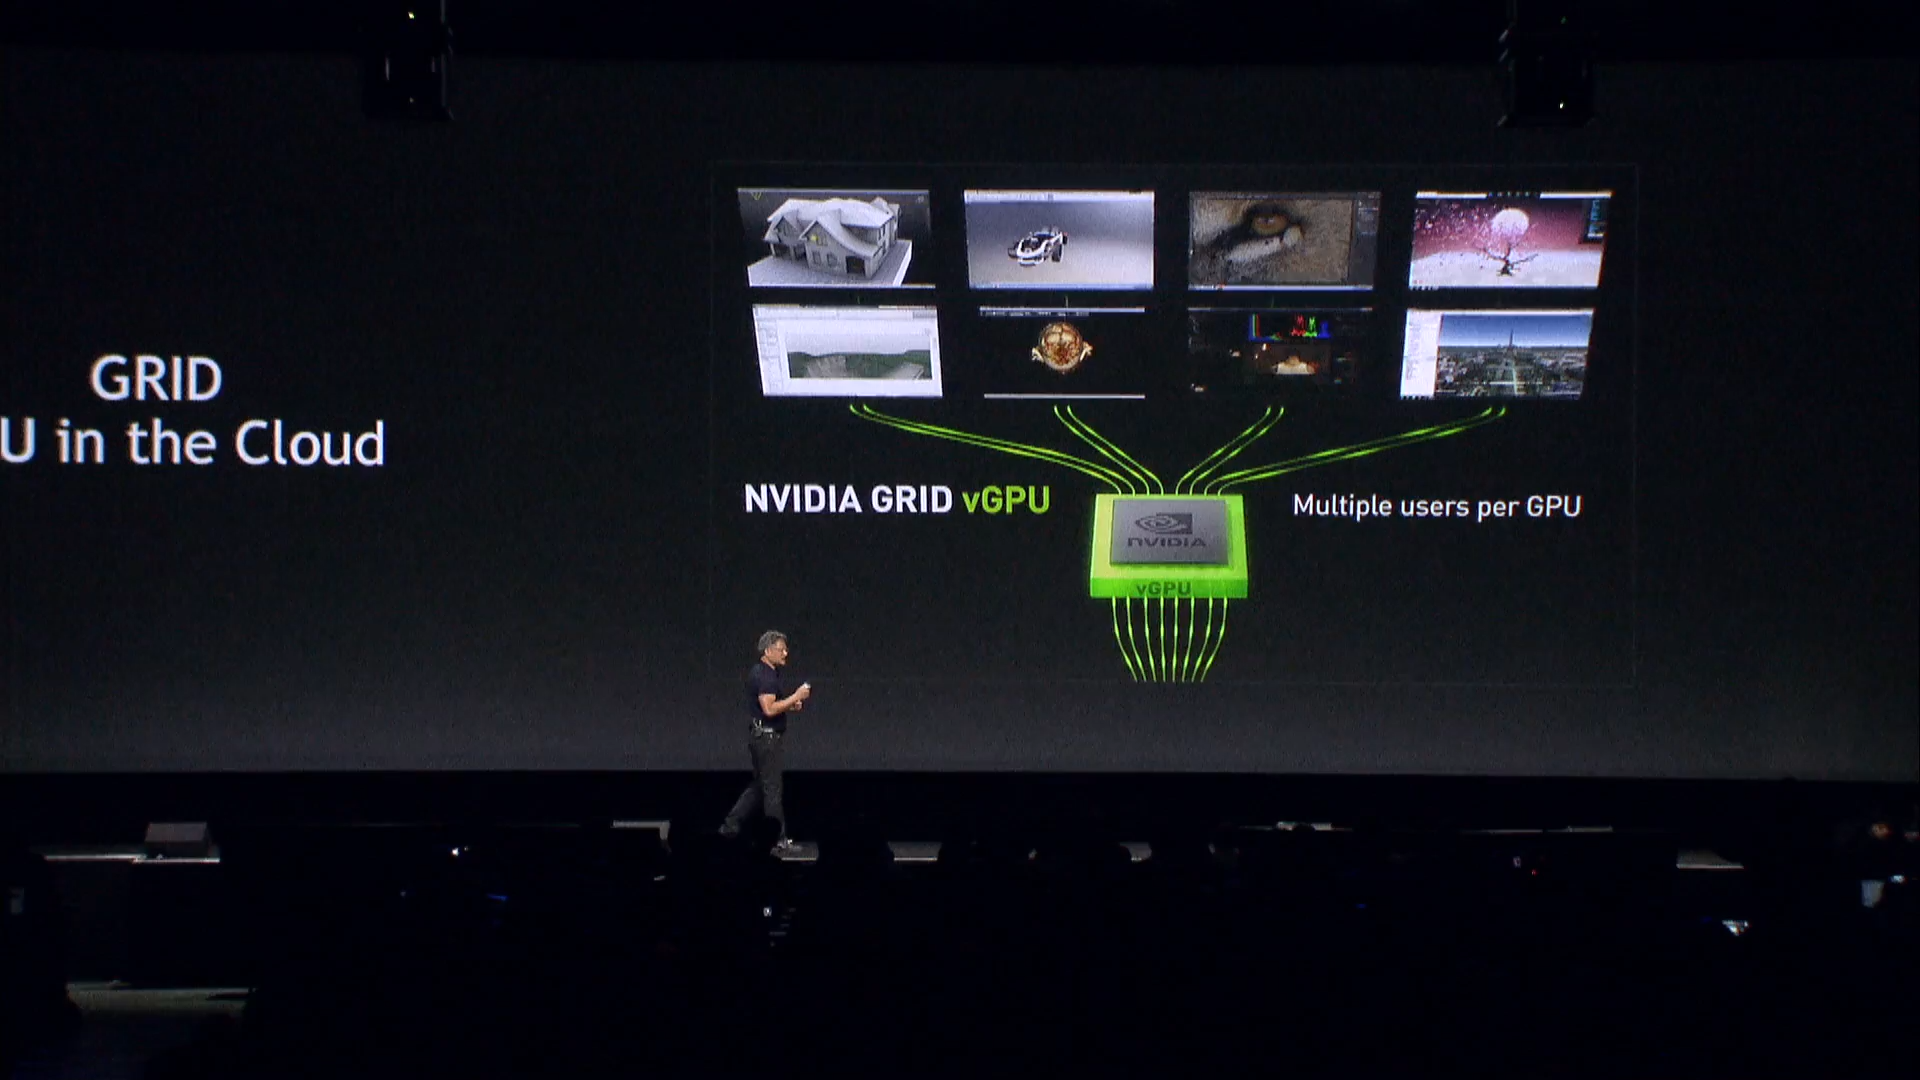 GRID
U in the Cloud
NVIDIA GRID vGPU
Multiple users per GPU
NVIDIA
vGPU